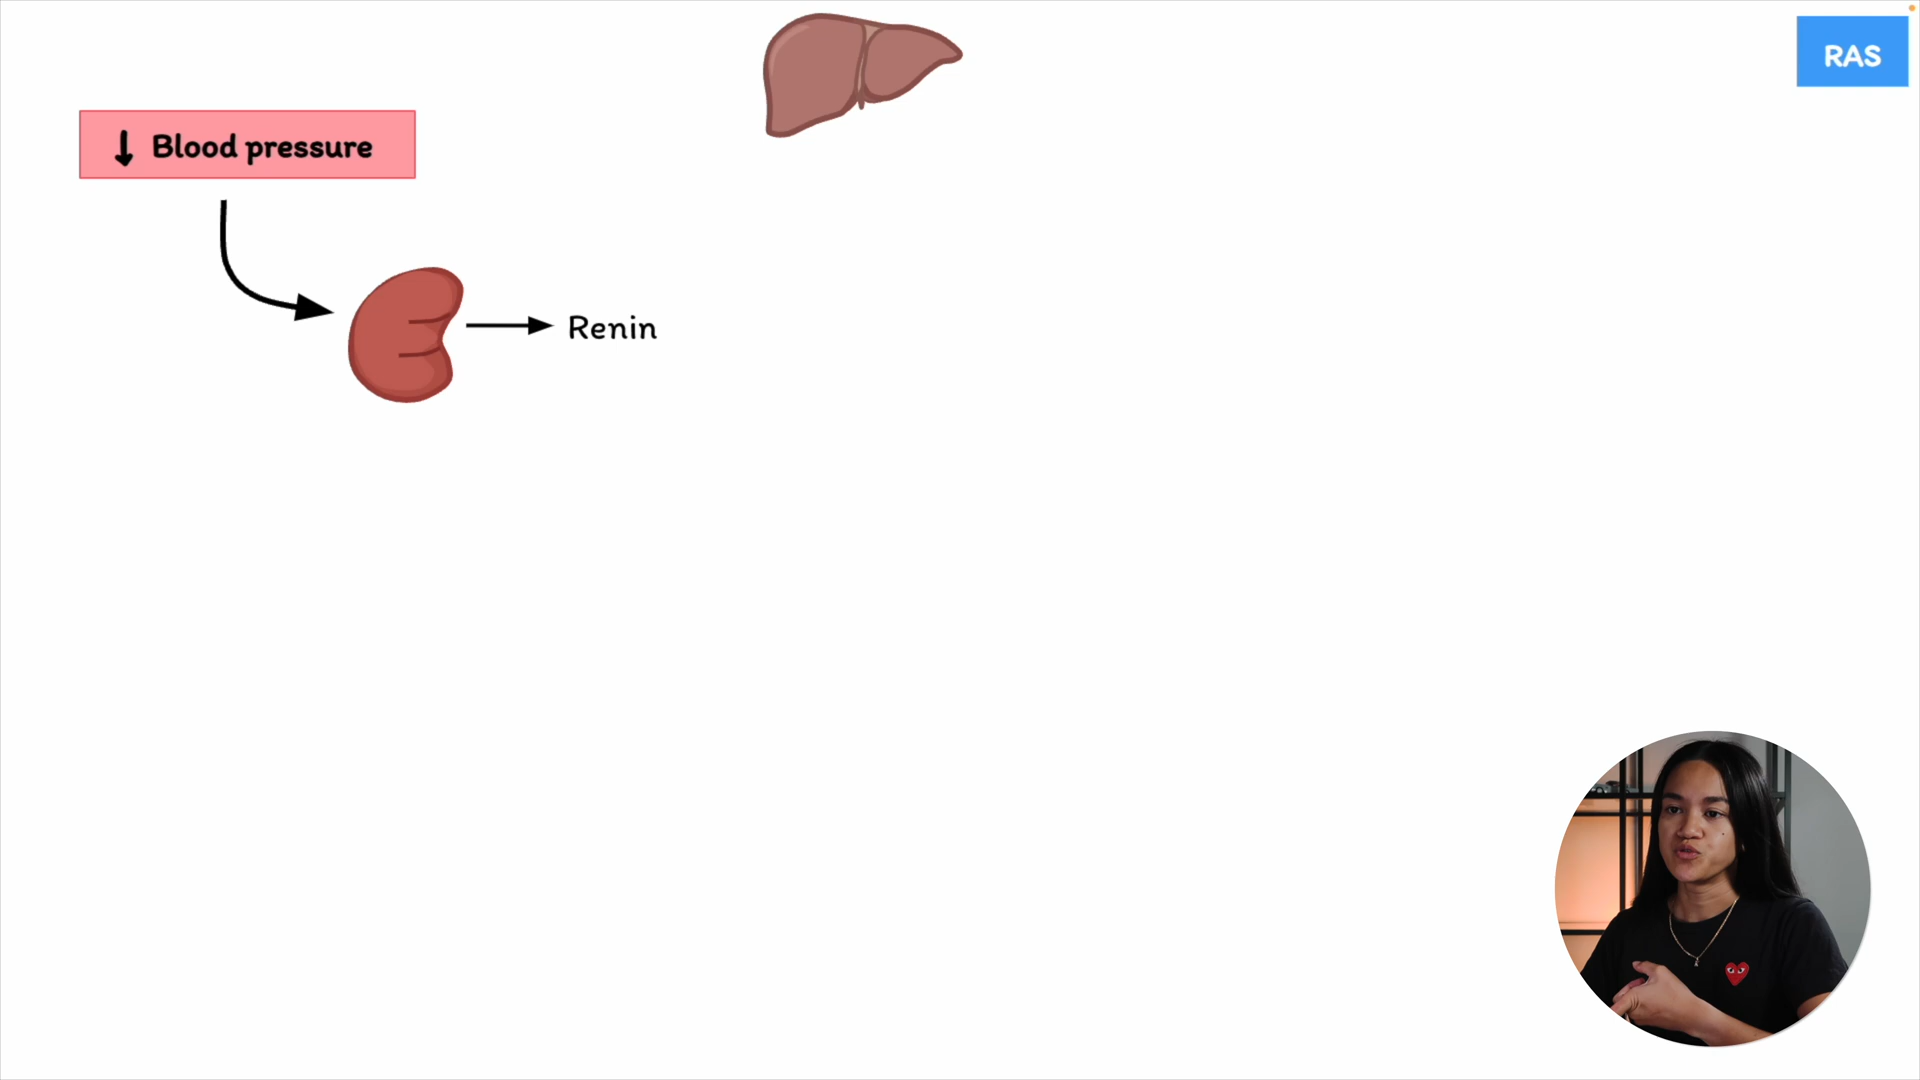 RAS
↓ Blood pressure
Renin